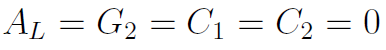 A_L = G_2 = C_1 = C_2 = 0